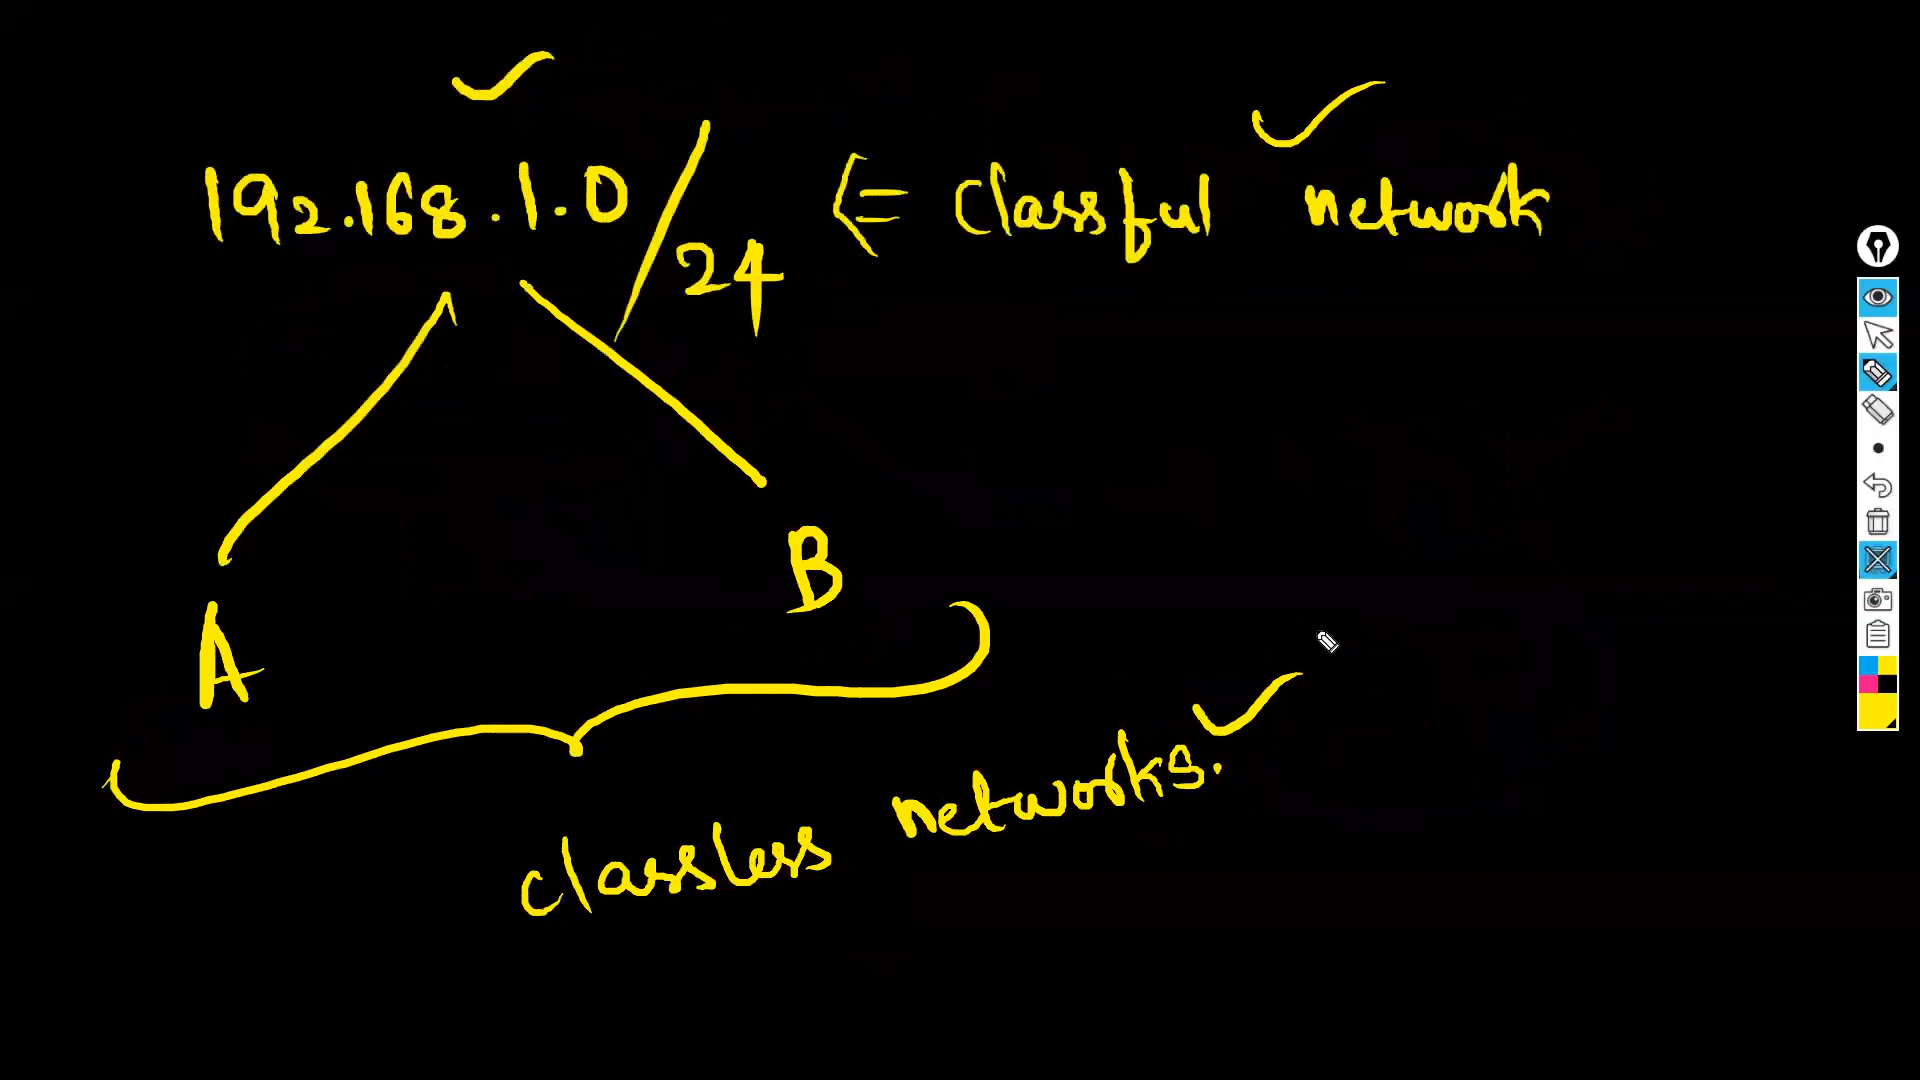 192.168.1.0/24 <= Classful network
A
B
classless networks.